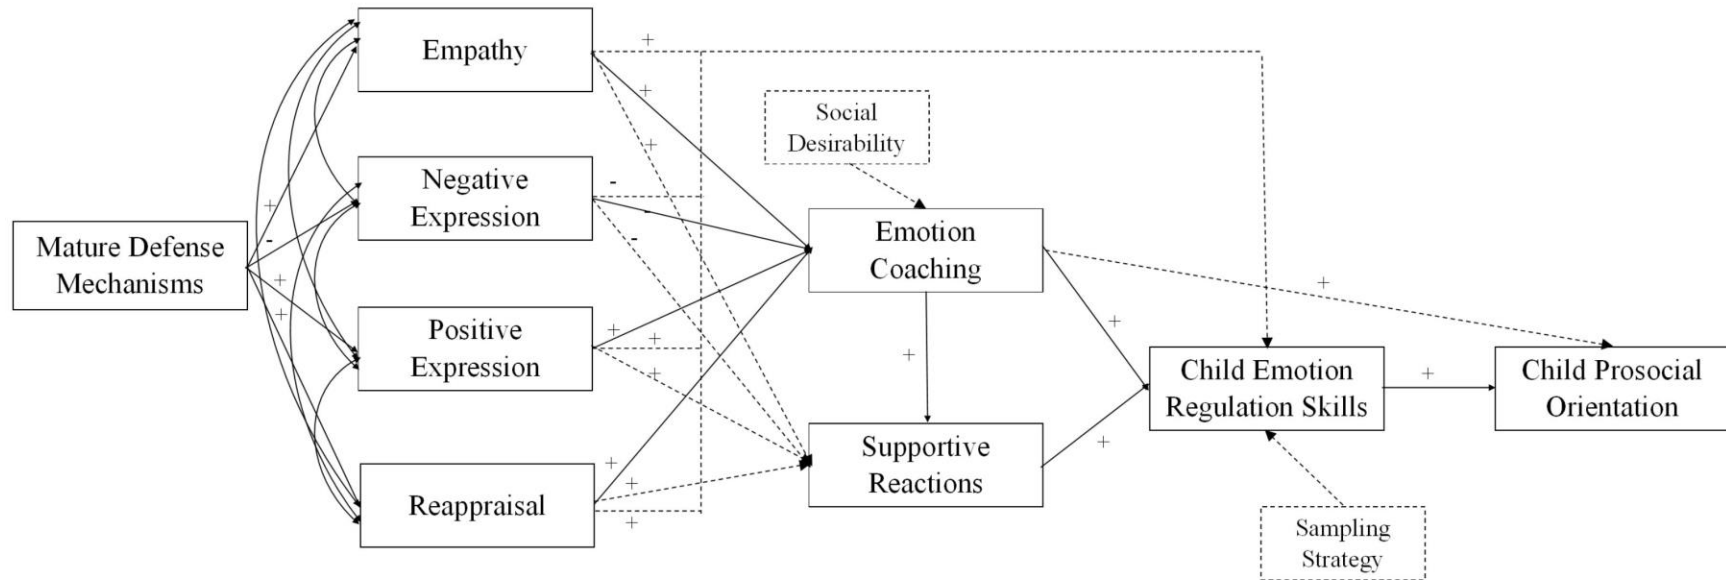 Empathy
+
+
+
Social
Desirability
Negative
Expression
-
-
-
Mature Defense
Mechanisms
+
-
+
+
Emotion
Coaching
+
Positive
Expression
+
+
+
+
+
Child Emotion
Regulation Skills
+
Child Prosocial
Orientation
Reappraisal
+
+
+
Supportive
Reactions
+
Sampling
Strategy